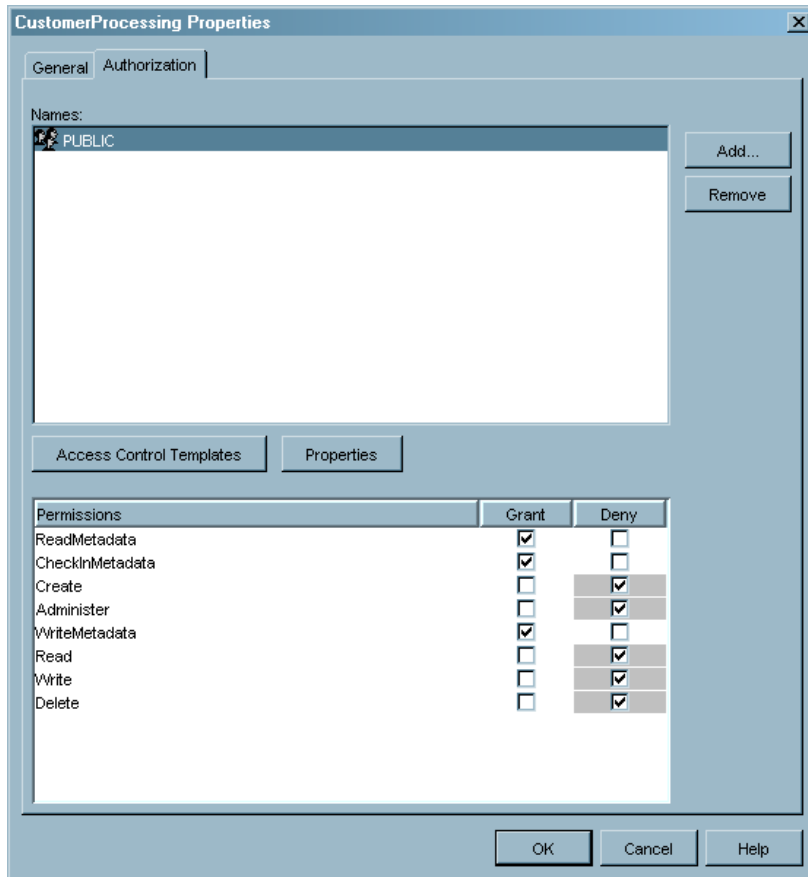 CustomerProcessing Properties
General Authorization
Names:
PUBLIC
Add...
Remove
Access Control Templates Properties
Permissions Grant Deny
ReadMetadata
CheckInMetadata
Create
Administer
WriteMetadata
Read
Write
Delete
OK Cancel Help